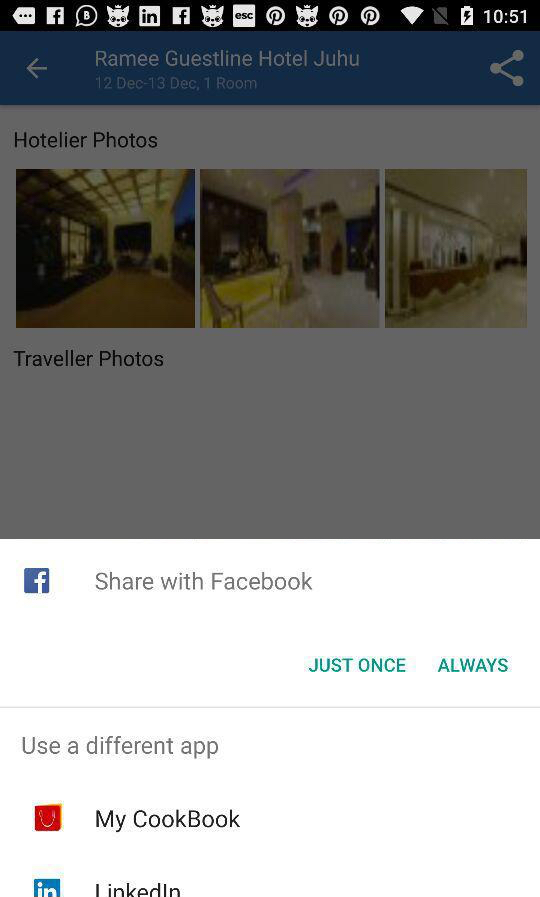 esc 10:51
Ramee Guestline Hotel Juhu
12 Dec-13 Dec, 1 Room
Hotelier Photos
Traveller Photos
Share with Facebook
JUST ONCE ALWAYS
Use a different app
My CookBook
LinkedIn